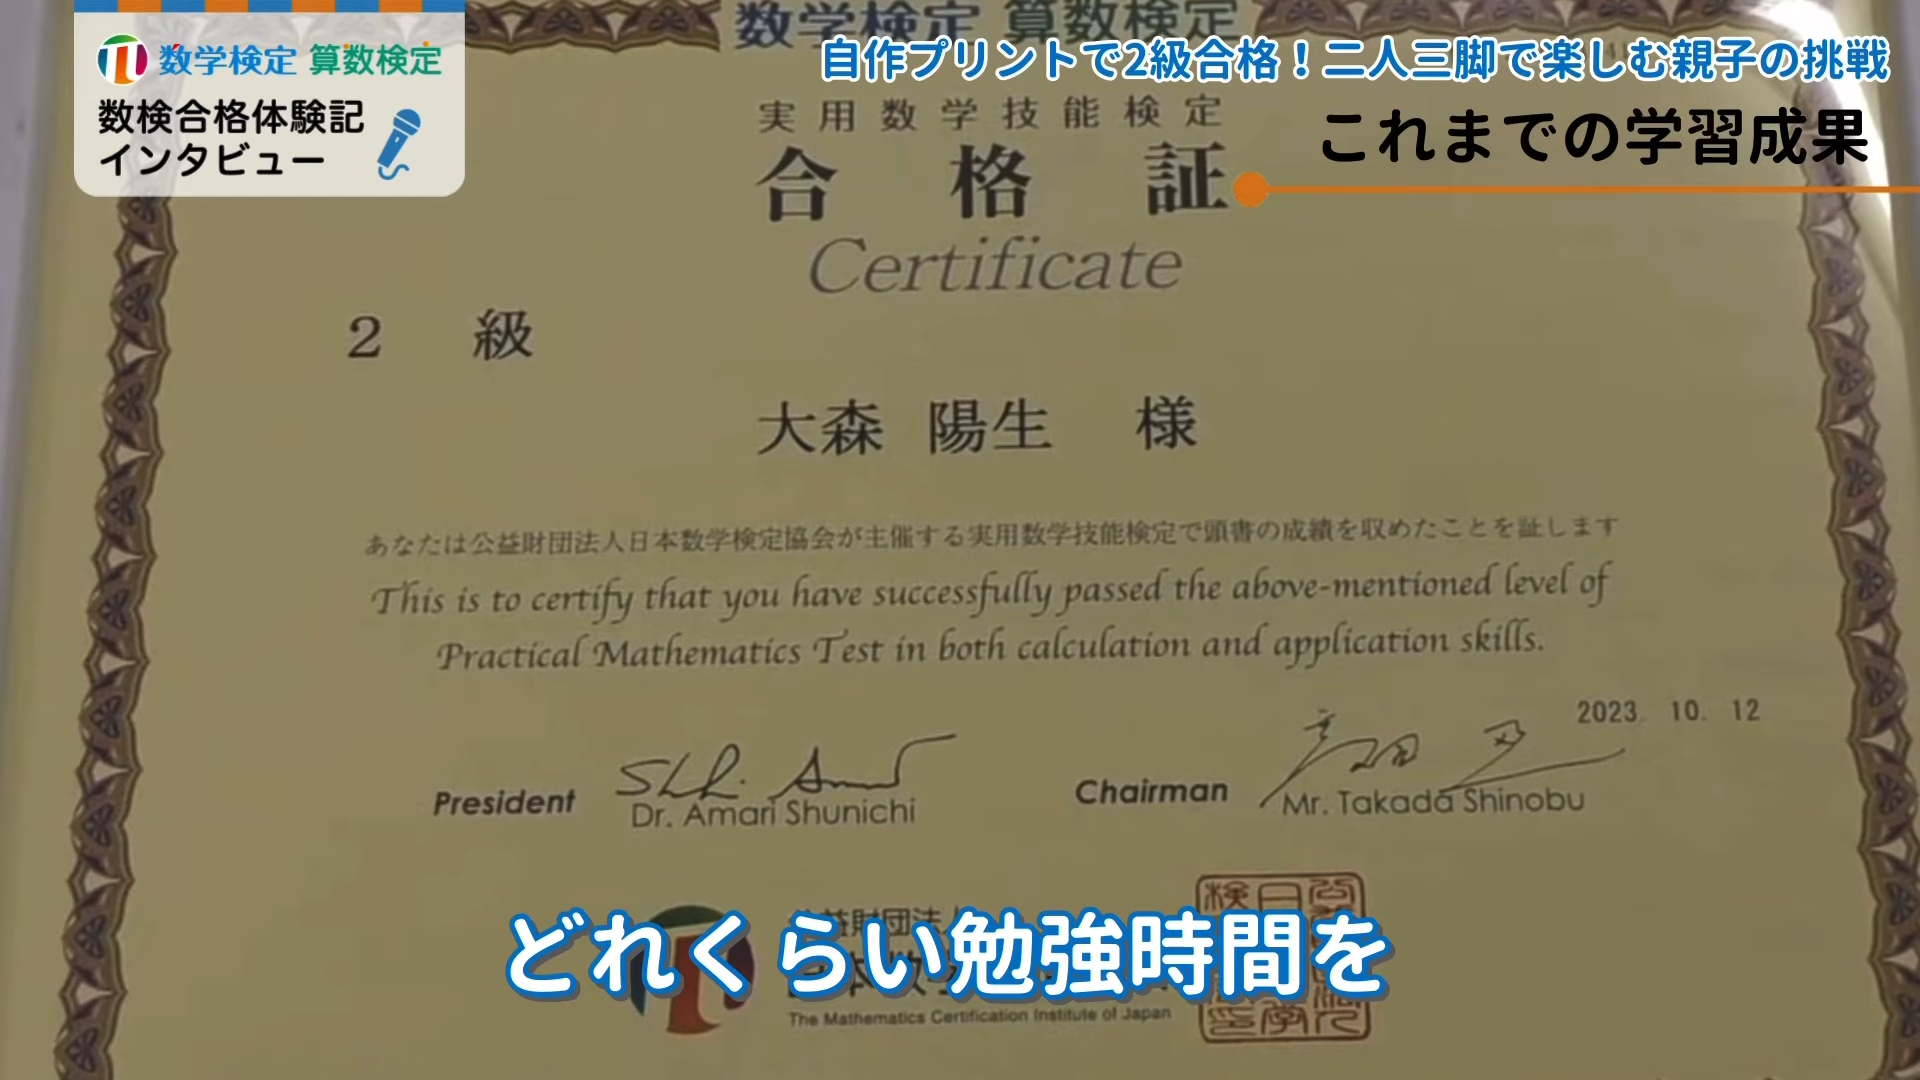 数学検定 算数検定
数検合格体験記
インタビュー
数学検定 算数検定
自作プリントで2級合格！二人三脚で楽しむ親子の挑戦
これまでの学習成果
実用数学技能検定
合格証
Certificate
2 級
大森 陽生 様
あなたは公益財団法人日本数学検定協会が主催する実用数学技能検定で頭書の成績を収めたことを証します
This is to certify that you have successfully passed the above-mentioned level of
Practical Mathematics Test in both calculation and application skills.
2023. 10. 12
President
Dr. Amari Shunichi
Chairman
Mr. Takada Shinobu
どれくらい勉強時間を
The Mathematics Certification Institute of Japan